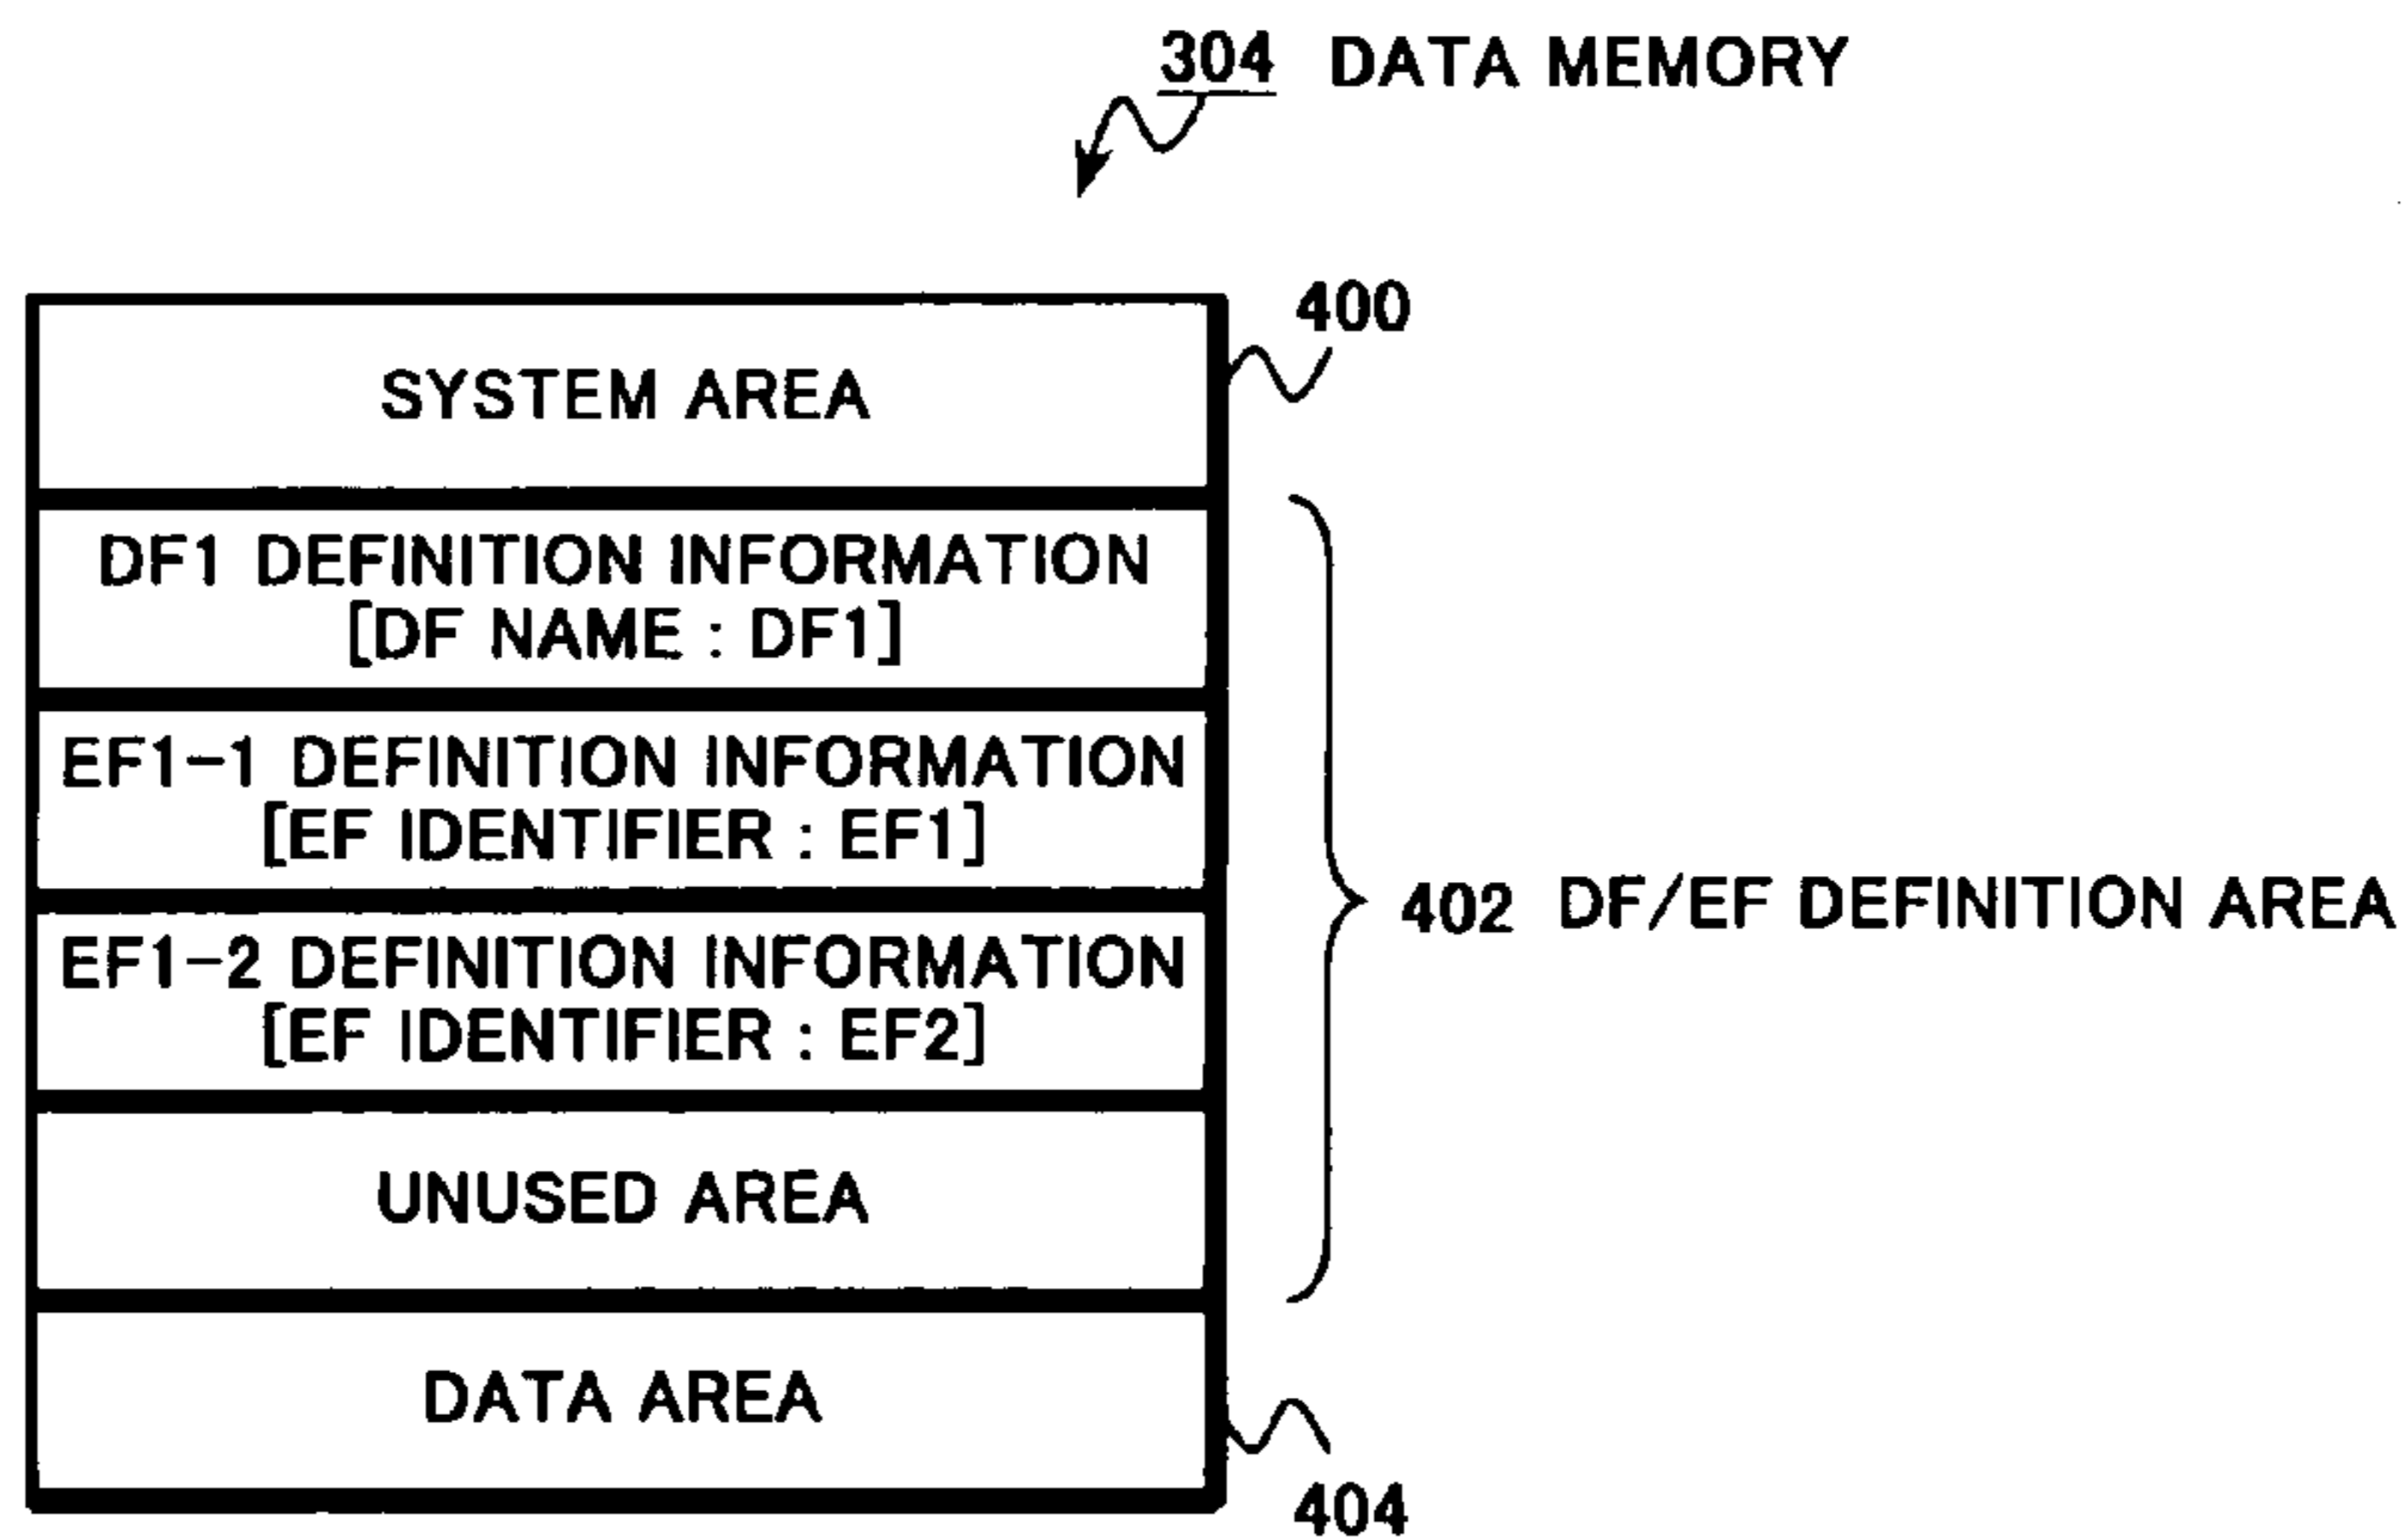 304 DATA MEMORY
400
SYSTEM AREA
DF1 DEFINITION INFORMATION
[DF NAME : DF1]
EF1-1 DEFINITION INFORMATION
[EF IDENTIFIER : EF1]
402 DF/EF DEFINITION AREA
EF1-2 DEFINITION INFORMATION
[EF IDENTIFIER : EF2]
UNUSED AREA
DATA AREA
404